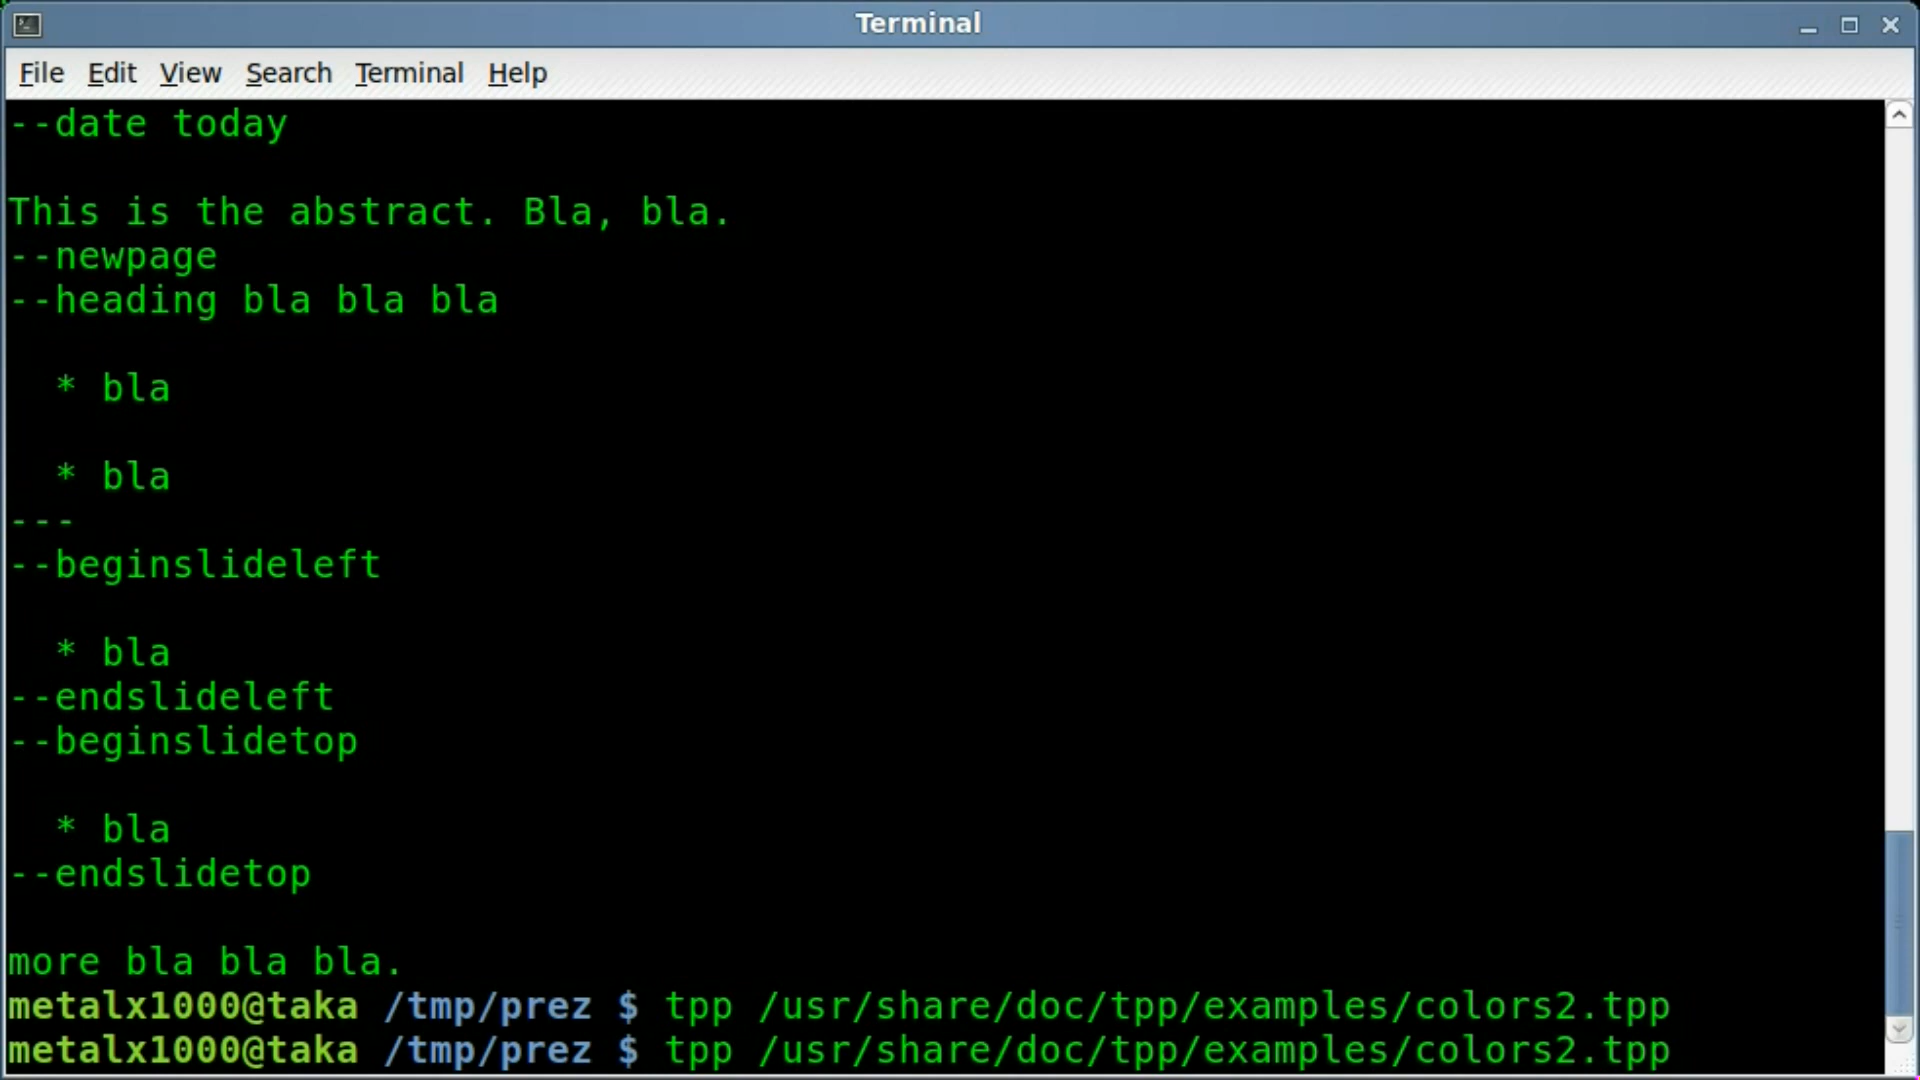 Terminal
File Edit View Search Terminal Help
--date today
This is the abstract. Bla, bla.
--newpage
--heading bla bla bla
* bla
* bla
---
--beginslideleft
* bla
--endslideleft
--beginslidetop
* bla
--endslidetop
more bla bla bla.
metalx1000@taka /tmp/prez $ tpp /usr/share/doc/tpp/examples/colors2.tpp
metalx1000@taka /tmp/prez $ tpp /usr/share/doc/tpp/examples/colors2.tpp